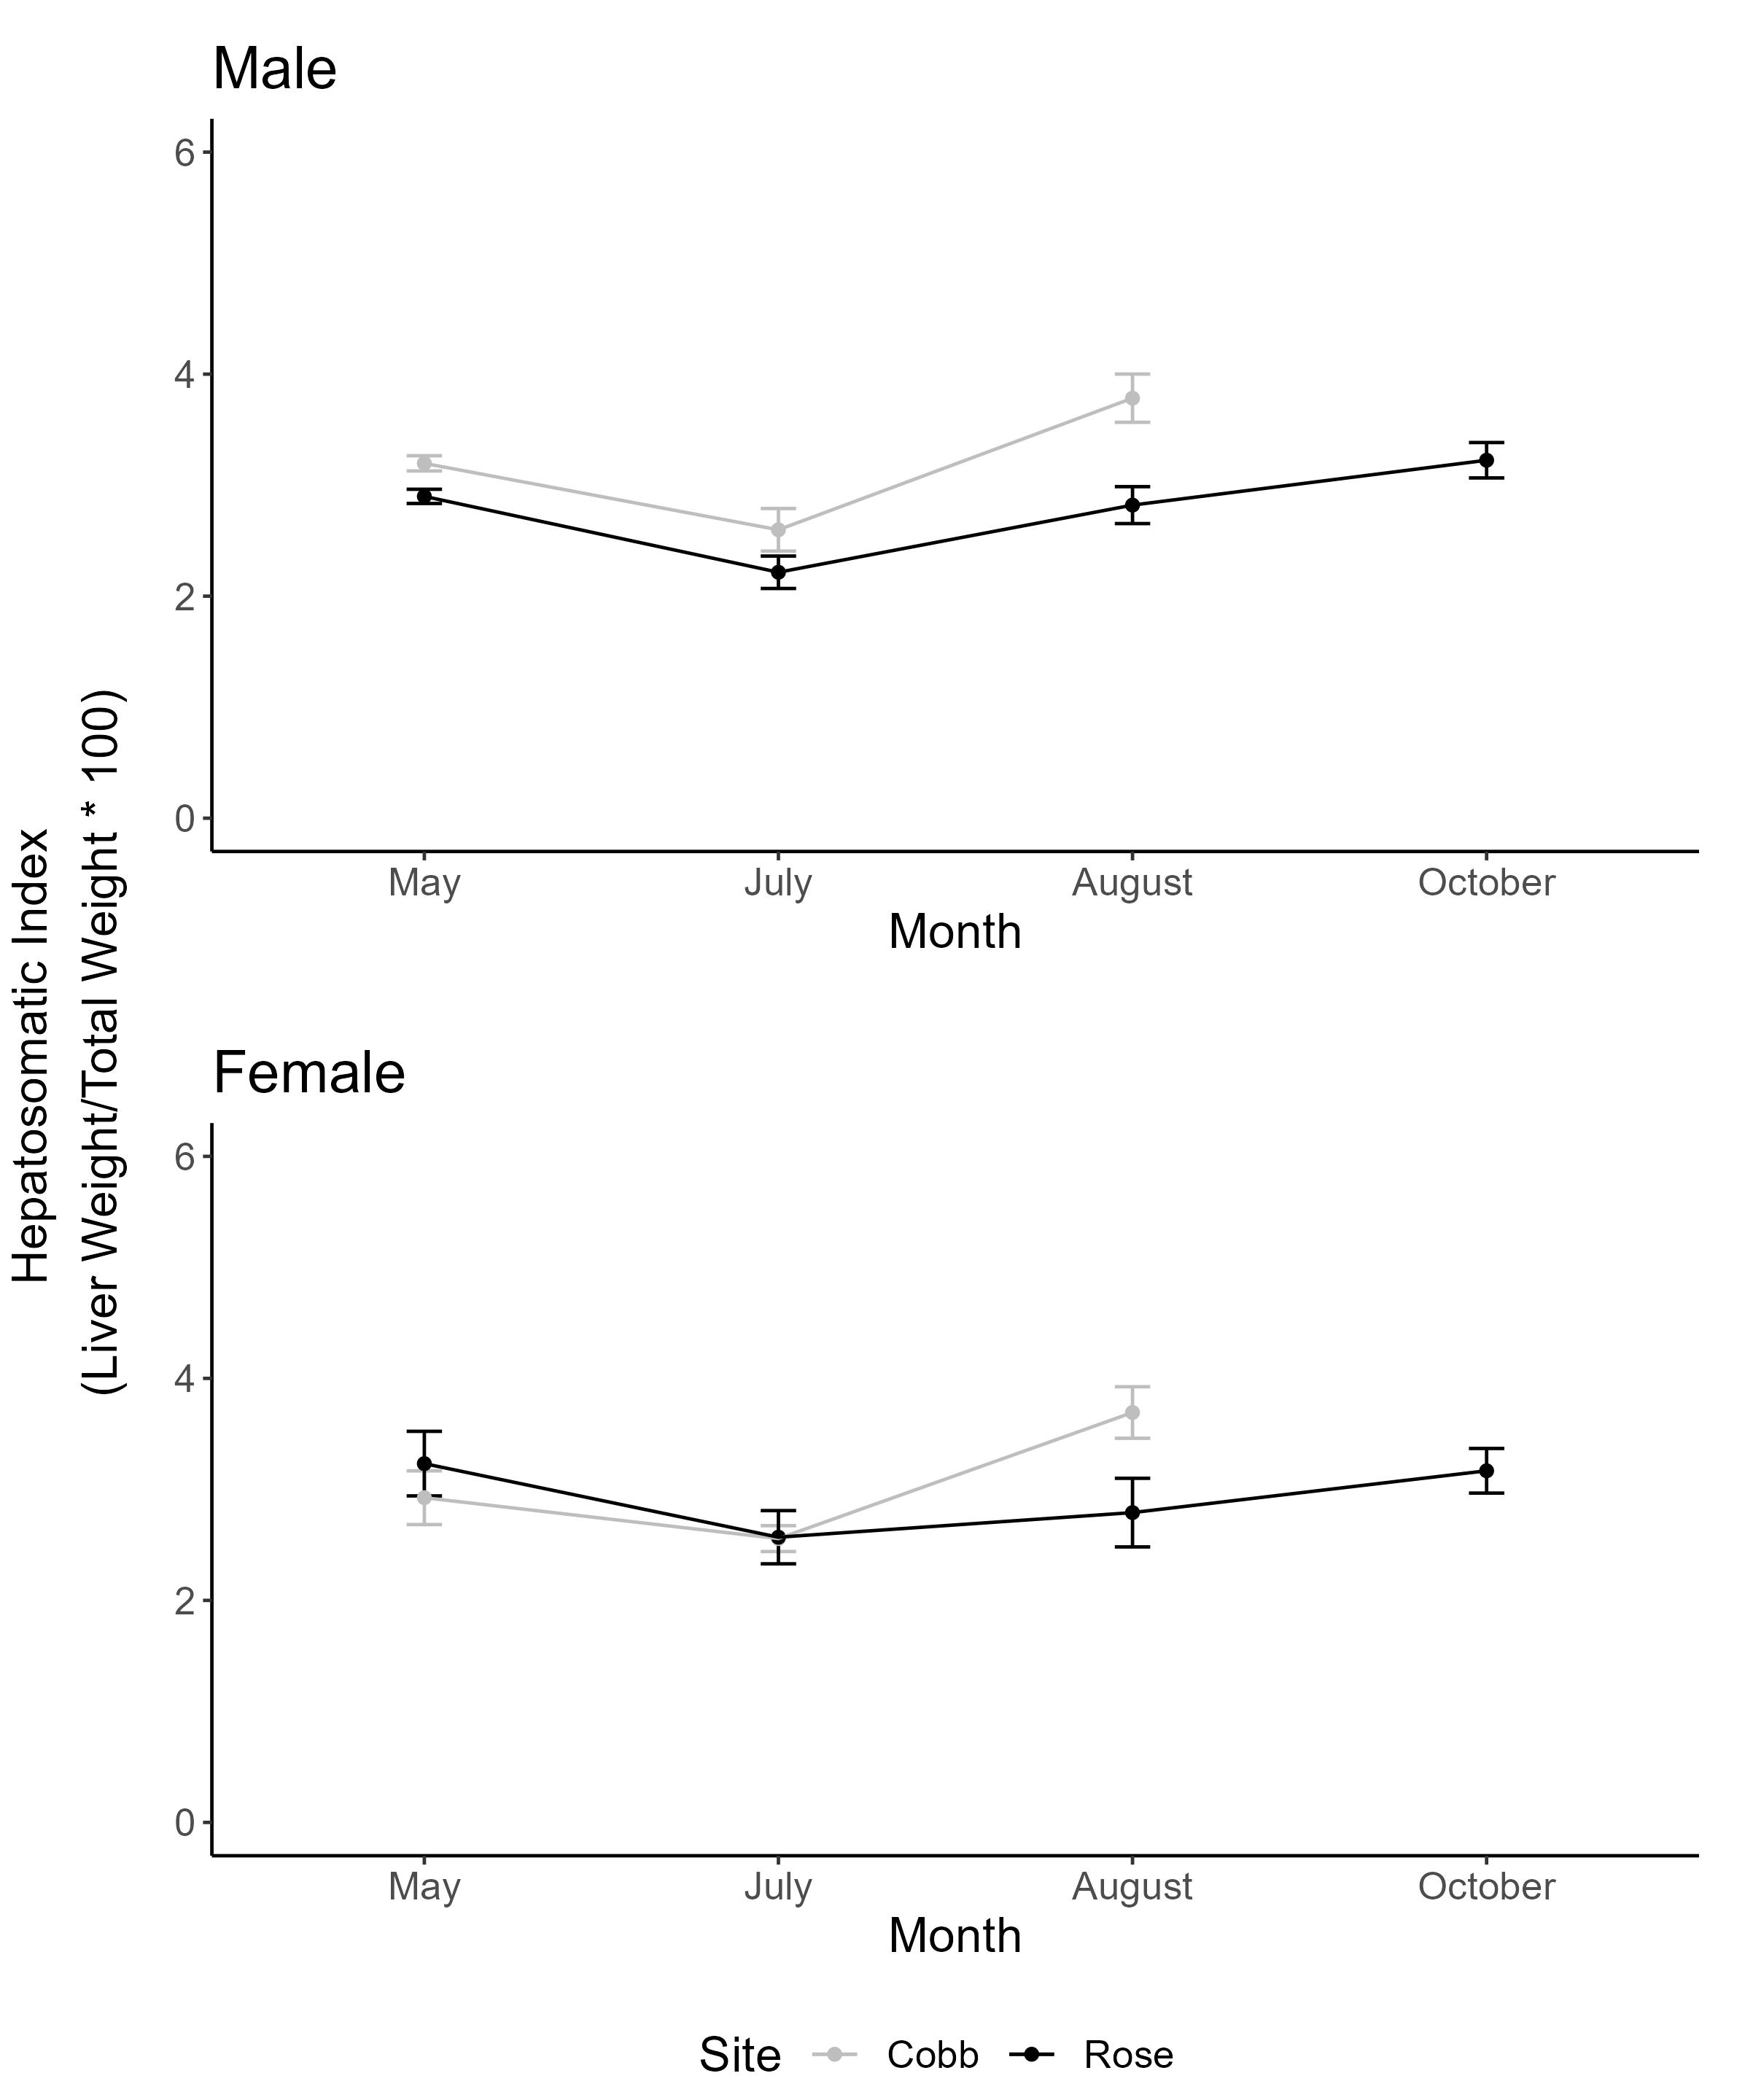 Male
6
4
2
0
May July August October
Month
Hepatosomatic Index
(Liver Weight/Total Weight * 100)
Female
6
4
2
0
May July August October
Month
Site Cobb Rose